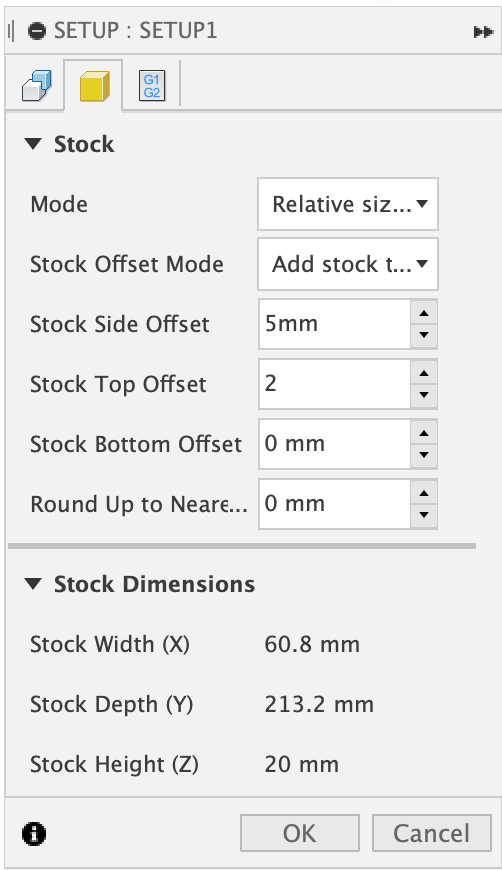 SETUP : SETUP1
G1
G2
Stock
Mode Relative siz...
Stock Offset Mode Add stock t...
Stock Side Offset 5mm
Stock Top Offset 2
Stock Bottom Offset 0 mm
Round Up to Neare... 0 mm
Stock Dimensions
Stock Width (X) 60.8 mm
Stock Depth (Y) 213.2 mm
Stock Height (Z) 20 mm
OK Cancel